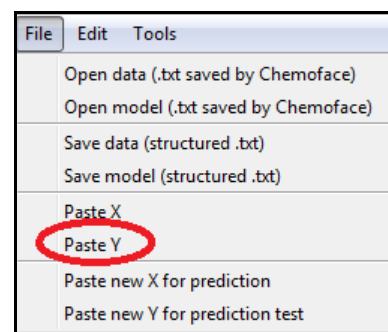 File Edit Tools
Open data (.txt saved by Chemoface)
Open model (.txt saved by Chemoface)
Save data (structured .txt)
Save model (structured .txt)
Paste X
Paste Y
Paste new X for prediction
Paste new Y for prediction test